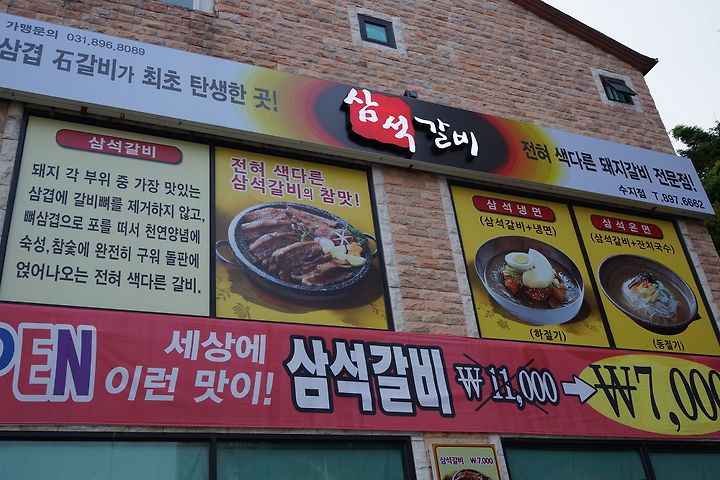 가맹문의 031.896.8089
삼겹 石갈비가 최초 탄생한 곳!
삼석갈비
전혀 색다른 돼지갈비 전문점!
수지점 T.897.6662
삼석갈비
돼지 각 부위 중 가장 맛있는
삼겹에 갈비뼈를 제거하지 않고,
뼈삼겹으로 포를 떠서 천연양념에
숙성,참숯에 완전히 구워 돌판에
얹어나오는 전혀 색다른 갈비.
전혀 색다른
삼석갈비의 참맛!
삼석냉면
(삼석갈비+냉면)
(하절기)
삼석온면
(삼석갈비+잔치국수)
(동절기)
PEN
세상에
이런 맛이!
삼석갈비
₩11,000
₩7,000
삼석갈비 ₩7,000